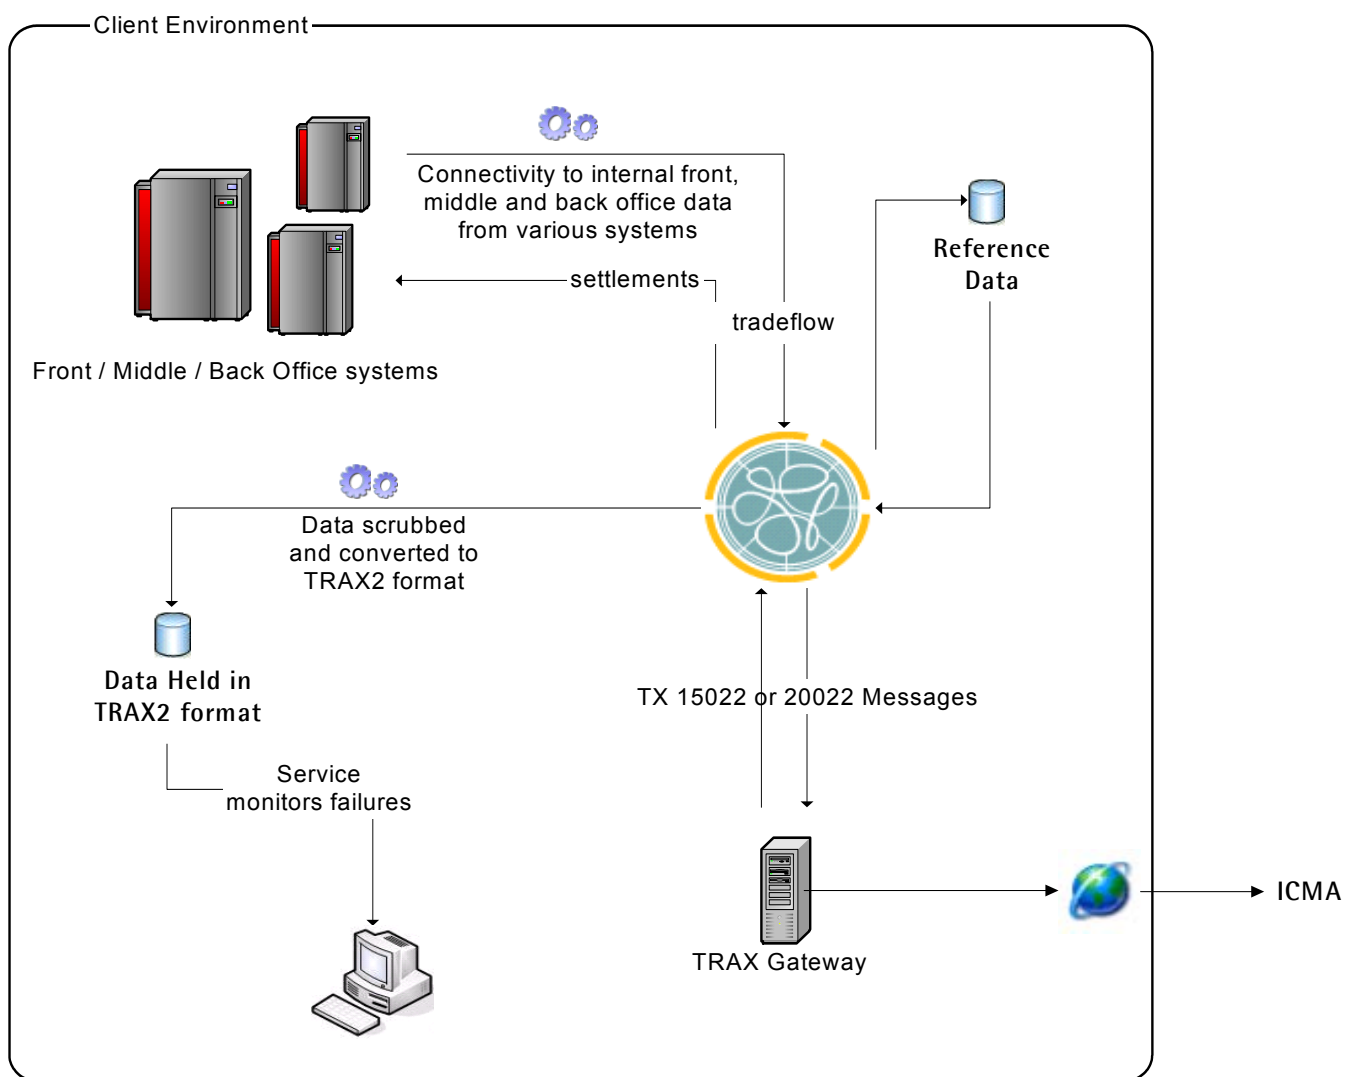 Client Environment
Connectivity to internal front,
middle and back office data
from various systems
settlements
tradeflow
Reference
Data
Front / Middle / Back Office systems
Data scrubbed
and converted to
TRAX2 format
Data Held in
TRAX2 format
TX 15022 or 20022 Messages
Service
monitors failures
ICMA
TRAX Gateway